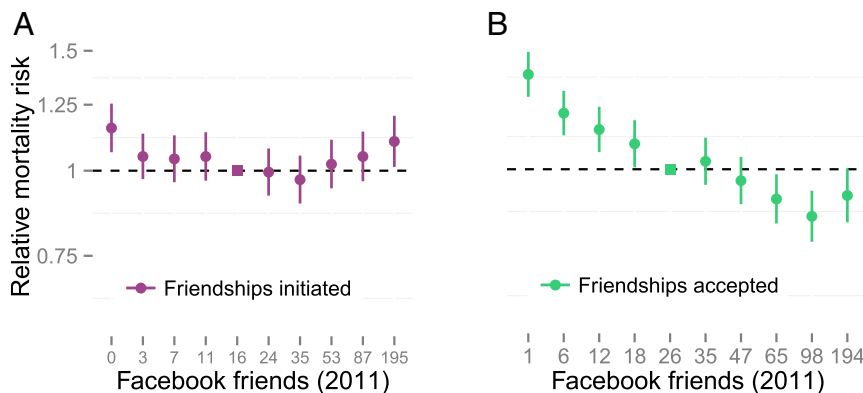 A
Relative mortality risk
1.5
1.25
1
0.75
Friendships initiated
0 3 7 11 16 24 35 53 87 195
Facebook friends (2011)
B
Friendships accepted
1 6 12 18 26 35 47 65 98 194
Facebook friends (2011)